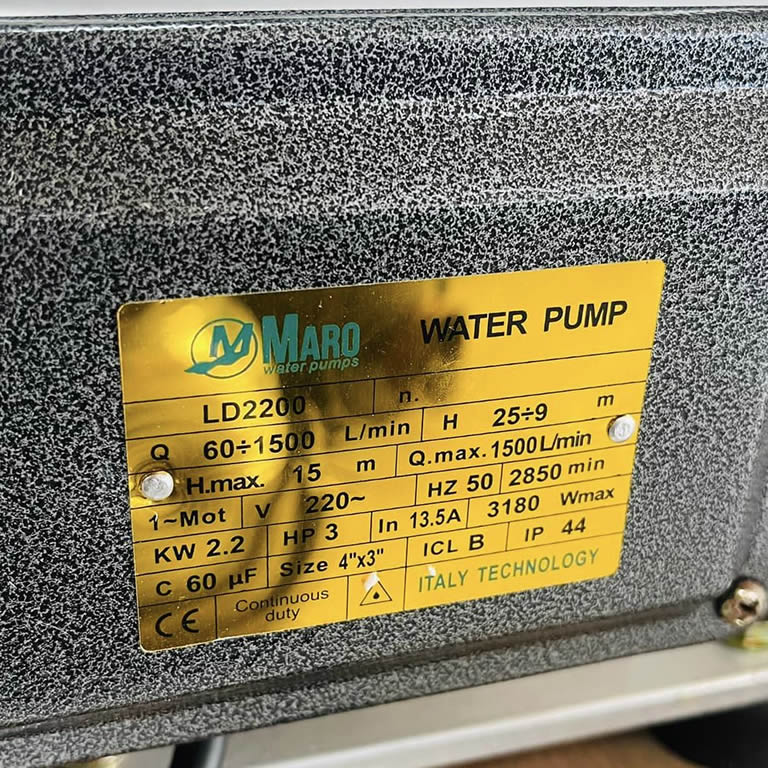 MARO WATER PUMP
water pumps
LD2200 n.
Q 60÷1500 L/min H 25÷9 m
H.max. 15 m Q.max.1500L/min
1~Mot V 220~ HZ 50 2850 min
KW 2.2 HP 3 In 13.5A 3180 Wmax
C 60 µF Size 4"x3" ICL B IP 44
CE Continuous duty ITALY TECHNOLOGY